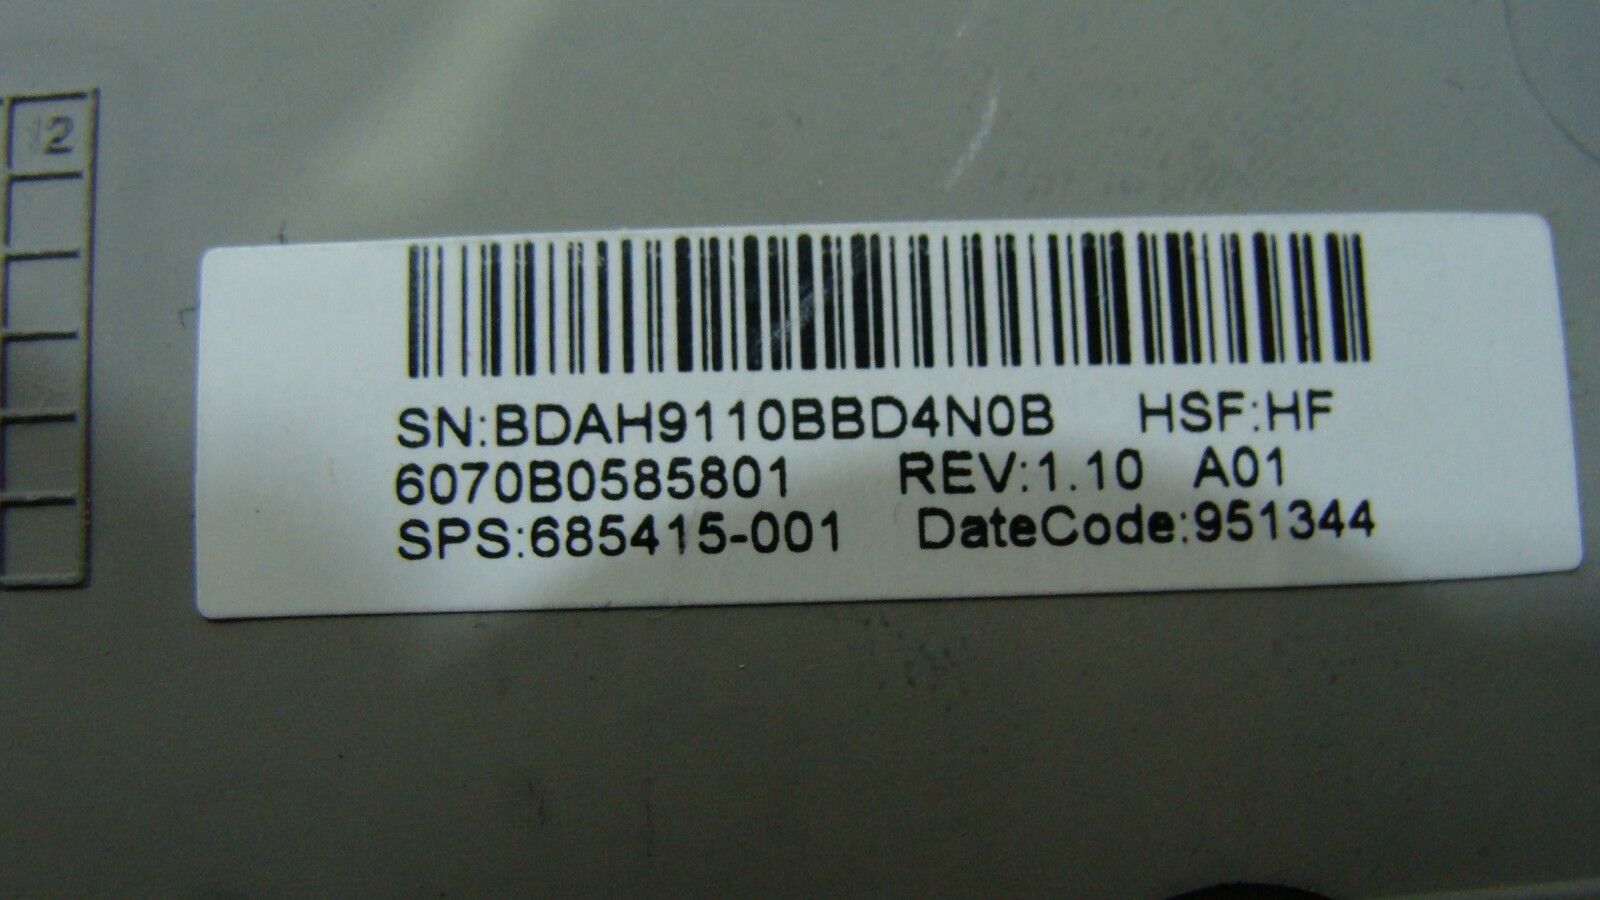 12
SN:BDAH9110BBD4N0B HSF:HF
6070B0585801 REV:1.10 A01
SPS:685415-001 DateCode:951344